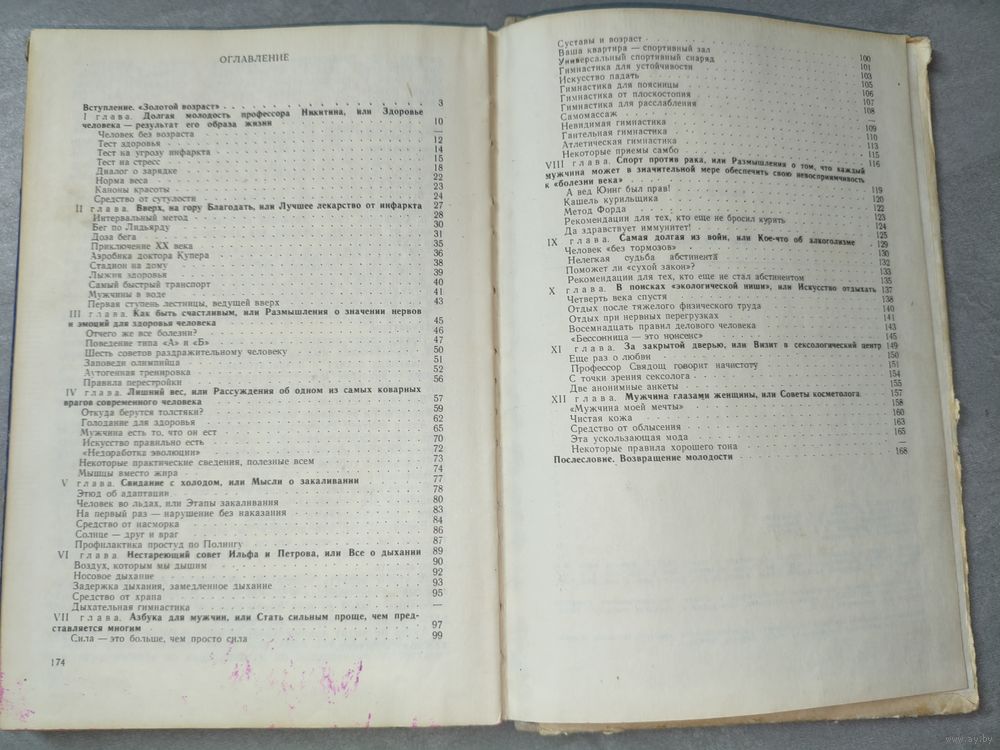 ОГЛАВЛЕНИЕ
Вступление. «Золотой возраст» 3
I глава. Долгая молодость профессора Никитина, или Здоровье
человека — результат его образа жизни 10
Человек без возраста —
Тест здоровья 12
Тест на угрозу инфаркта 14
Тест на стресс 15
Диалог о зарядке 18
Норма веса 22
Каноны красоты 23
Средство от сутулости 24
II глава. Вверх, на гору Благодать, или Лучшее лекарство от инфаркта 27
Интервальный метод 28
Бег по Лидьярду 30
Доза бега 31
Приключение XX века 35
Аэробика доктора Купера 36
Стадион на дому 38
Лыжня здоровья 39
Самый быстрый транспорт 40
Мужчины в воде 41
Первая ступень лестницы, ведущей вверх 43
III глава. Как быть счастливым, или Размышления о значении нервов
и эмоций для здоровья человека 45
Отчего же все болезни? 46
Поведение типа «А» и «Б» 47
Шесть советов раздражительному человеку 50
Заповеди олимпийца 51
Аутогенная тренировка 52
Правила перестройки 56
IV глава. Лишний вес, или Рассуждения об одном из самых коварных
врагов современного человека 57
Откуда берутся толстяки? 59
Голодание для здоровья 62
Мужчина есть то, что он ест 65
Искусство правильно есть 70
«Недоработка эволюции» 72
Некоторые практические сведения, полезные всем 73
Мышцы вместо жира 74
V глава. Свидание с холодом, или Мысли о закаливании 77
Этюд об адаптации 78
Человек во льдах, или Этапы закаливания 80
На первый раз — нарушение без наказания 83
Средство от насморка 84
Солнце — друг и враг 86
Профилактика простуд по Полингу 87
VI глава. Нестареющий совет Ильфа и Петрова, или Все о дыхании 89
Воздух, которым мы дышим 90
Носовое дыхание 92
Задержка дыхания, замедленное дыхание 93
Средство от храпа 95
Дыхательная гимнастика —
VII глава. Азбука для мужчин, или Стать сильным проще, чем пред-
ставляется многим 97
Сила — это больше, чем просто сила 99
174
Суставы и возраст
Ваша квартира — спортивный зал 100
Универсальный спортивный снаряд 101
Гимнастика для устойчивости 103
Искусство падать 105
Гимнастика для поясницы 106
Гимнастика от плоскостопия 107
Гимнастика для расслабления 108
Самомассаж —
Невидимая гимнастика 109
Гантельная гимнастика 110
Атлетическая гимнастика 113
Некоторые приемы самбо 115
VIII глава. Спорт против рака, или Размышления о том, что каждый 116
мужчина может в значительной мере обеспечить свою невосприимчивость
к «болезни века» 119
А вед Юинг был прав! 120
Кашель курильщика 122
Метод Форда 123
Рекомендации для тех, кто еще не бросил курить 124
Да здравствует иммунитет! 125
IX глава. Самая долгая из войн, или Кое-что об алкоголизме 129
Человек «без тормозов» 130
Нелегкая судьба абстинента 132
Поможет ли «сухой закон»? 133
Рекомендации для тех, кто еще не стал абстинентом 135
X глава. В поисках «экологической ниши», или Искусство отдыхать 137
Четверть века спустя 138
Отдых после тяжелого физического труда 140
Отдых при нервных перегрузках 141
Восемнадцать правил делового человека 143
«Бессонница — это нонсенс» 145
XI глава. За закрытой дверью, или Визит в сексологический центр 149
Еще раз о любви 150
Профессор Свядощ говорит начистоту 151
С точки зрения сексолога 154
Две анонимные анкеты 155
XII глава. Мужчина глазами женщины, или Советы косметолога 157
«Мужчина моей мечты» 158
Чистая кожа 160
Средство от облысения 163
Эта ускользающая мода 165
Некоторые правила хорошего тона —
Послесловие. Возвращение молодости 168
www.ay.by